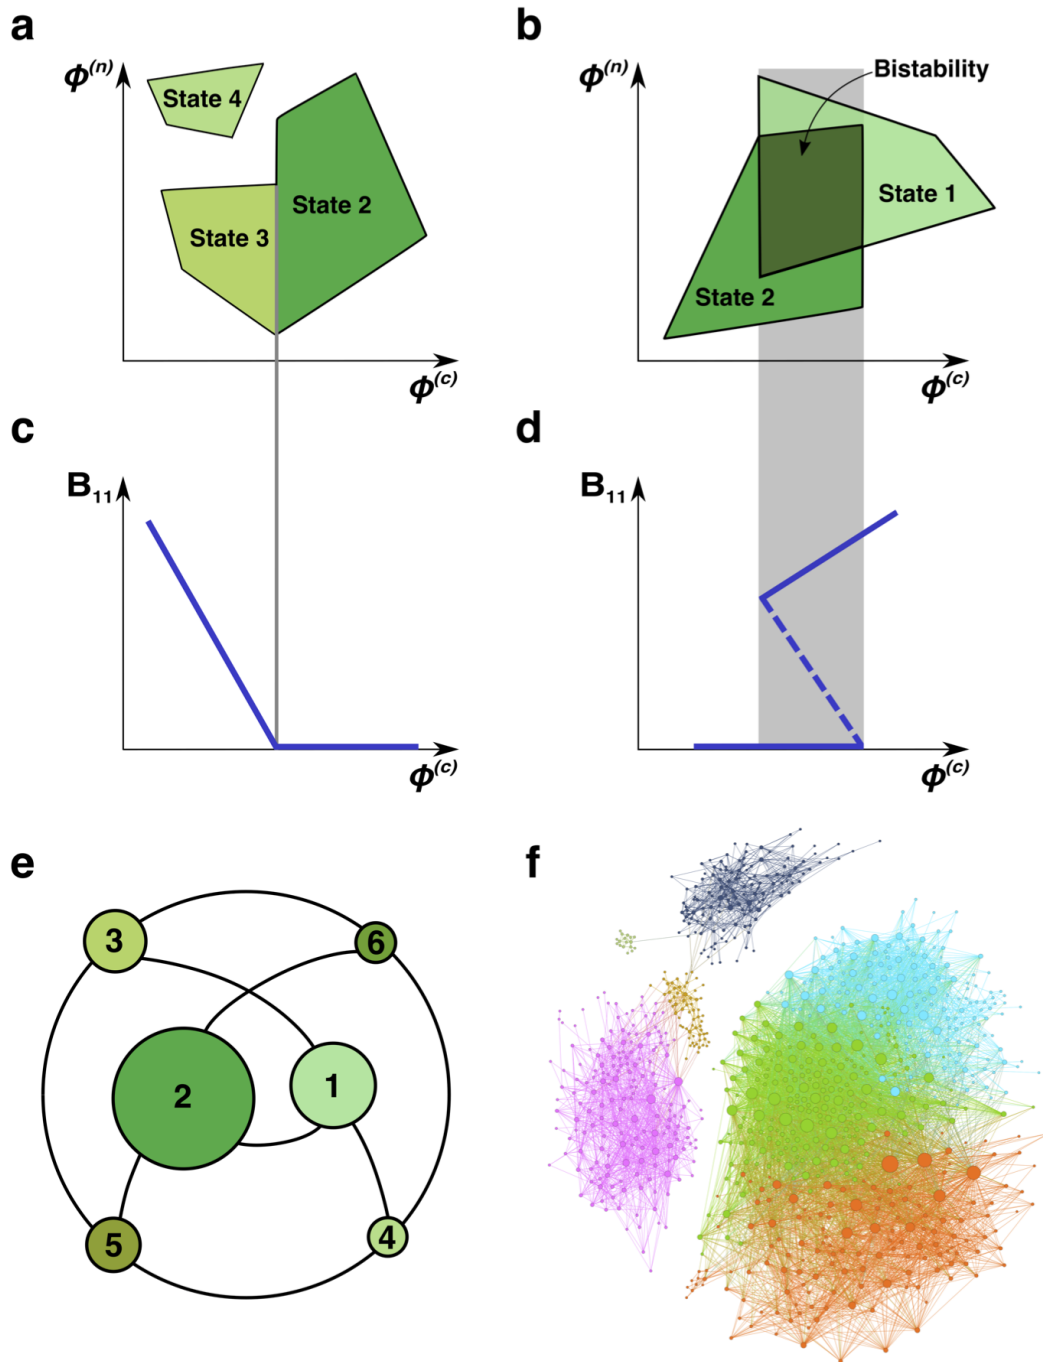 a
ϕ(n)
State 4
State 2
State 3
ϕ(c)
b
ϕ(n)
Bistability
State 1
State 2
ϕ(c)
c
B11
ϕ(c)
d
B11
ϕ(c)
e
3
6
2
1
5
4
f